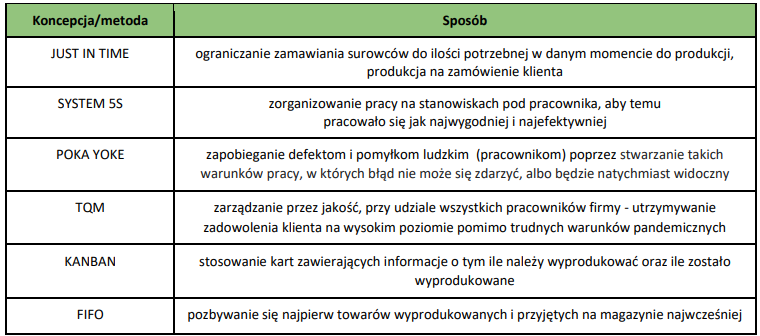 Koncepcja/metoda
Sposób
JUST IN TIME
ograniczanie zamawiania surowców do ilości potrzebnej w danym momencie do produkcji,
produkcja na zamówienie klienta
SYSTEM 5S
zorganizowanie pracy na stanowiskach pod pracownika, aby temu
pracowało się jak najwygodniej i najefektywniej
POKA YOKE
zapobieganie defektom i pomyłkom ludzkim (pracownikom) poprzez stwarzanie takich
warunków pracy, w których błąd nie może się zdarzyć, albo będzie natychmiast widoczny
TQM
zarządzanie przez jakość, przy udziale wszystkich pracowników firmy - utrzymywanie
zadowolenia klienta na wysokim poziomie pomimo trudnych warunków pandemicznych
KANBAN
stosowanie kart zawierających informacje o tym ile należy wyprodukować oraz ile zostało
wyprodukowane
FIFO
pozbywanie się najpierw towarów wyprodukowanych i przyjętych na magazynie najwcześniej